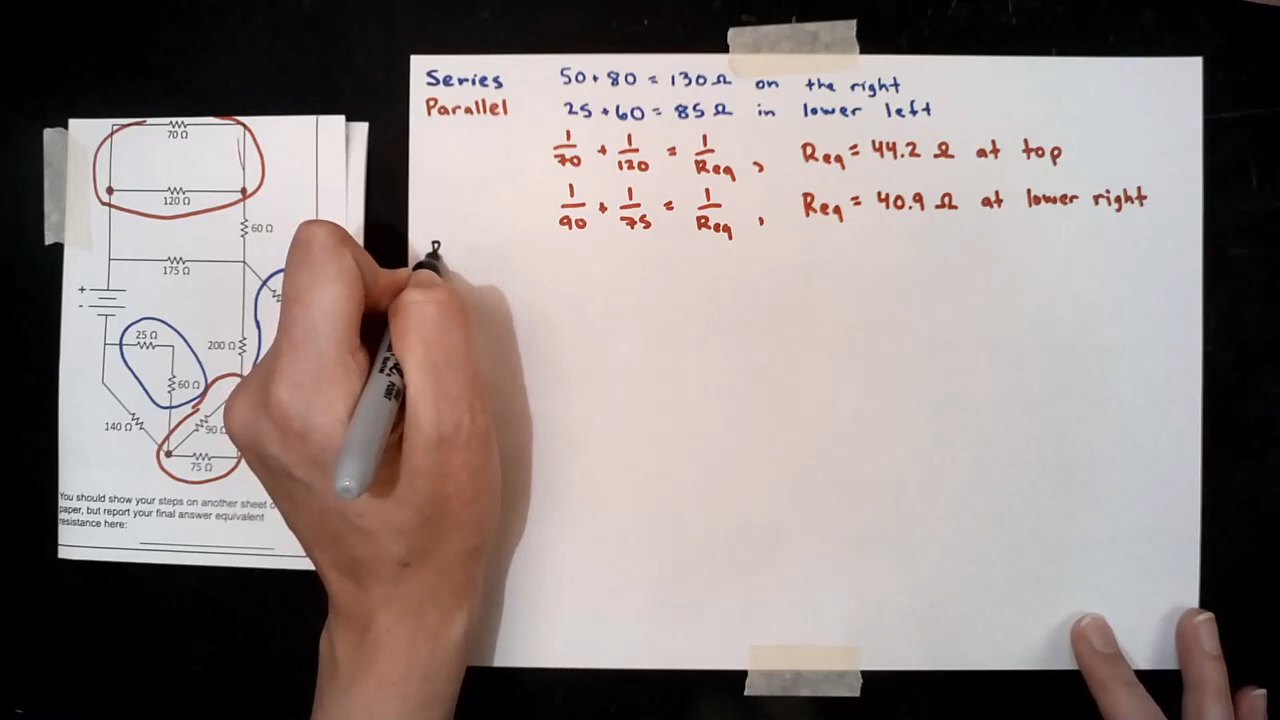 Series 50 + 80 = 130 Ω on the right
Parallel 25 + 60 = 85 Ω in lower left
1/70 + 1/120 = 1/Req , Req = 44.2 Ω at top
1/90 + 1/75 = 1/Req , Req = 40.9 Ω at lower right
70 Ω
120 Ω
60 Ω
175 Ω
+
-
25 Ω
200 Ω
60 Ω
140 Ω
90 Ω
75 Ω
You should show your steps on another sheet
paper, but report your final answer equivalent
resistance here: